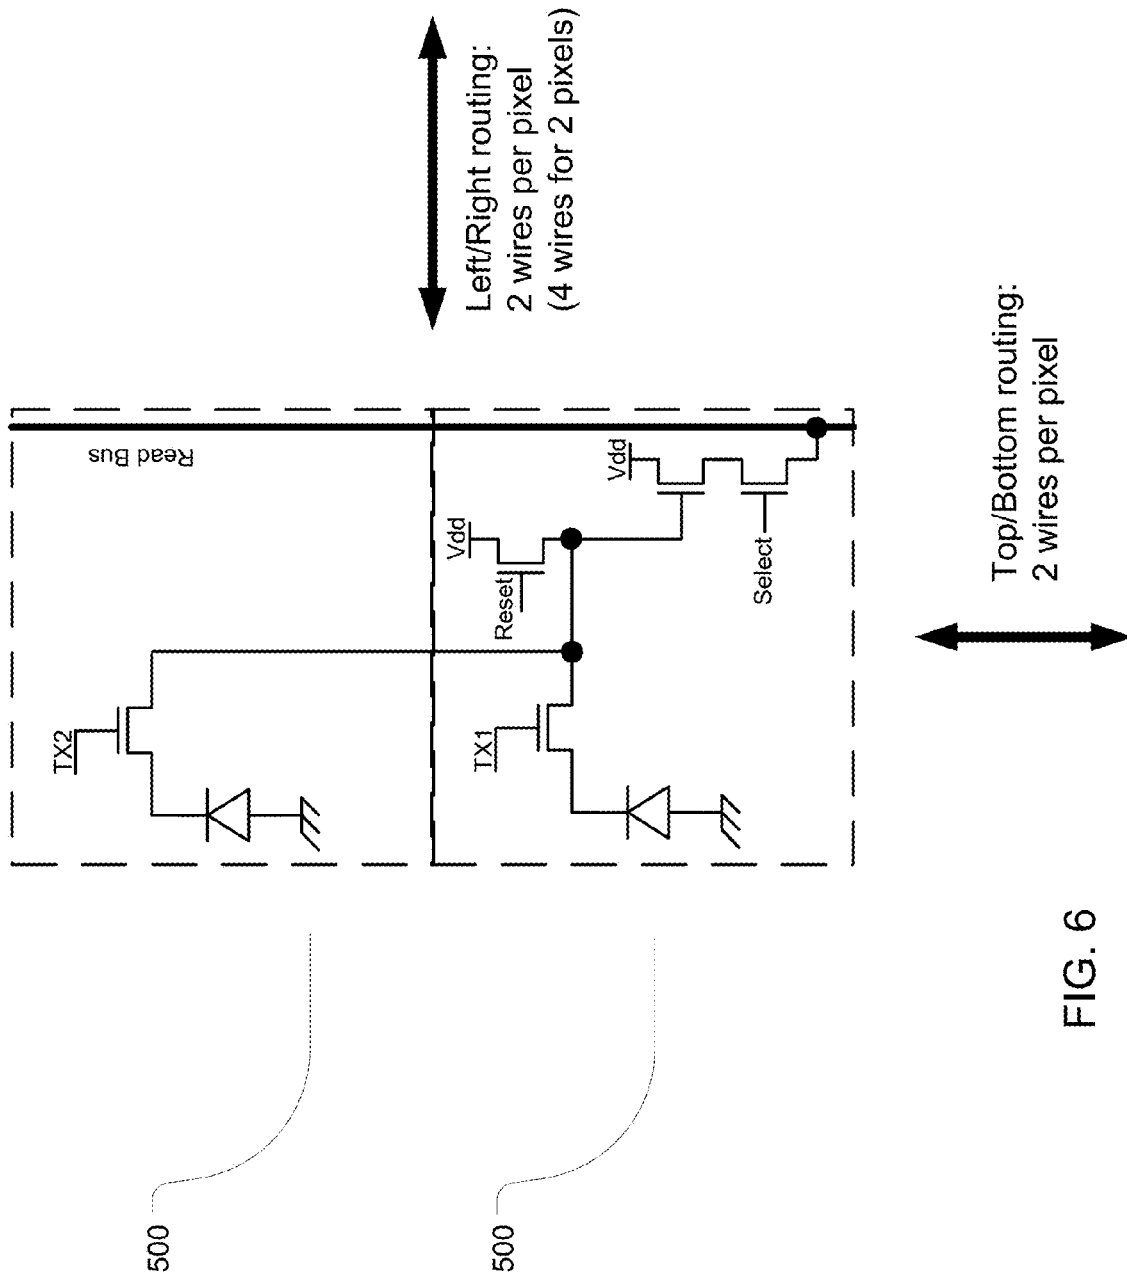 500
500
TX2
TX1
Reset
Vdd
Vdd
Select
Read Bus
Left/Right routing:
2 wires per pixel
(4 wires for 2 pixels)
Top/Bottom routing:
2 wires per pixel
FIG. 6